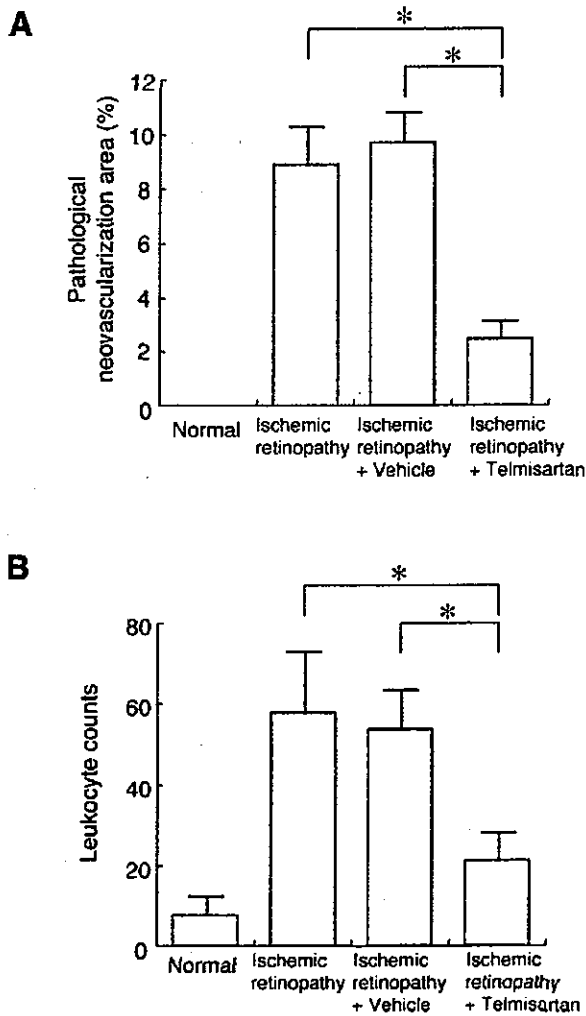 A
*
*
Pathological
neovascularization area (%)
12
10
8
6
4
2
0
Normal
Ischemic
retinopathy
Ischemic
retinopathy
+ Vehicle
Ischemic
retinopathy
+ Telmisartan
B
*
*
Leukocyte counts
80
60
40
20
0
Normal
Ischemic
retinopathy
Ischemic
retinopathy
+ Vehicle
Ischemic
retinopathy
+ Telmisartan